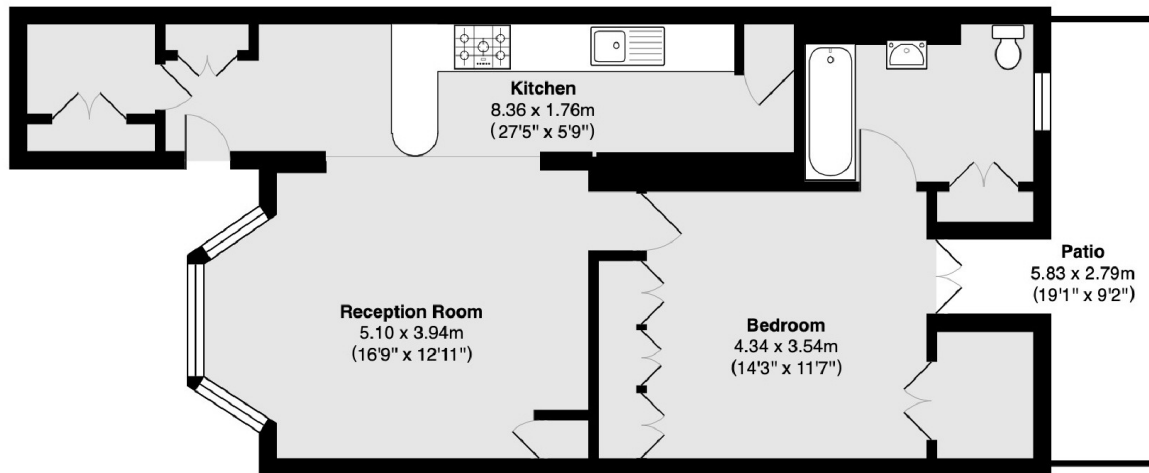 Kitchen
8.36 x 1.76m
(27'5" x 5'9")
Patio
5.83 x 2.79m
(19'1" x 9'2")
Reception Room
5.10 x 3.94m
(16'9" x 12'11")
Bedroom
4.34 x 3.54m
(14'3" x 11'7")